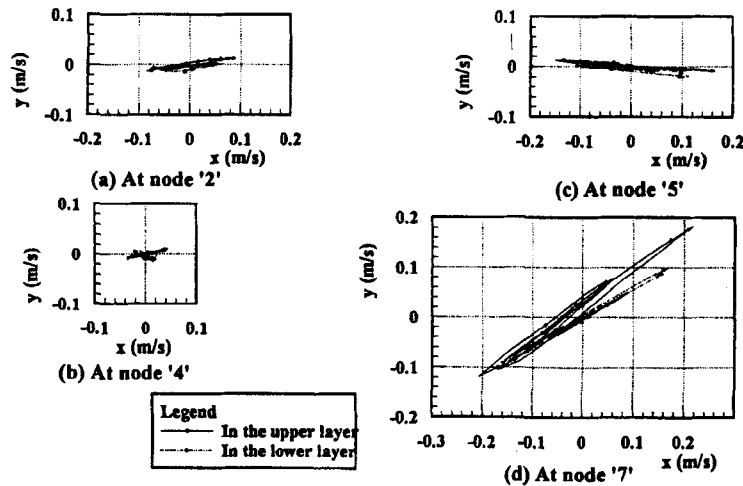 0.1
y (m/s)
0
-0.1
-0.2 -0.1 0 0.1 0.2
x (m/s)
(a) At node '2'
0.1
y (m/s)
0
-0.1
-0.2 -0.1 0 0.1 0.2
x (m/s)
(c) At node '5'
0.1
y (m/s)
0
-0.1
-0.1 0 0.1
x (m/s)
(b) At node '4'
0.2
y (m/s)
0.1
0
-0.1
-0.2
-0.3 -0.2 -0.1 0 0.1 0.2
x (m/s)
(d) At node '7'
Legend
In the upper layer
In the lower layer